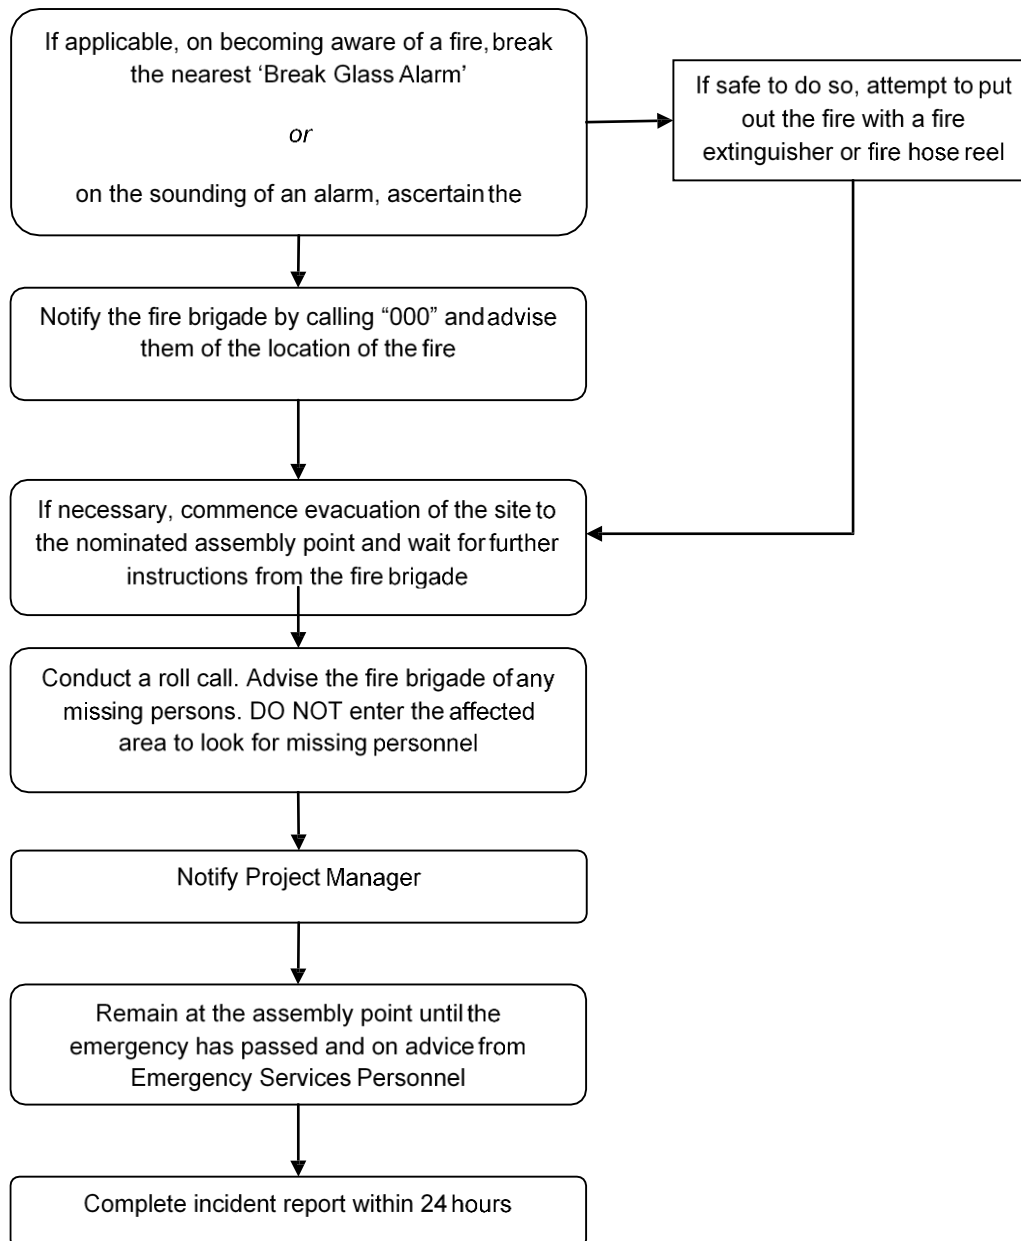 If applicable, on becoming aware of a fire, break
the nearest ‘Break Glass Alarm’
or
on the sounding of an alarm, ascertain the
If safe to do so, attempt to put
out the fire with a fire
extinguisher or fire hose reel
Notify the fire brigade by calling “000” and advise
them of the location of the fire
If necessary, commence evacuation of the site to
the nominated assembly point and wait for further
instructions from the fire brigade
Conduct a roll call. Advise the fire brigade of any
missing persons. DO NOT enter the affected
area to look for missing personnel
Notify Project Manager
Remain at the assembly point until the
emergency has passed and on advice from
Emergency Services Personnel
Complete incident report within 24 hours